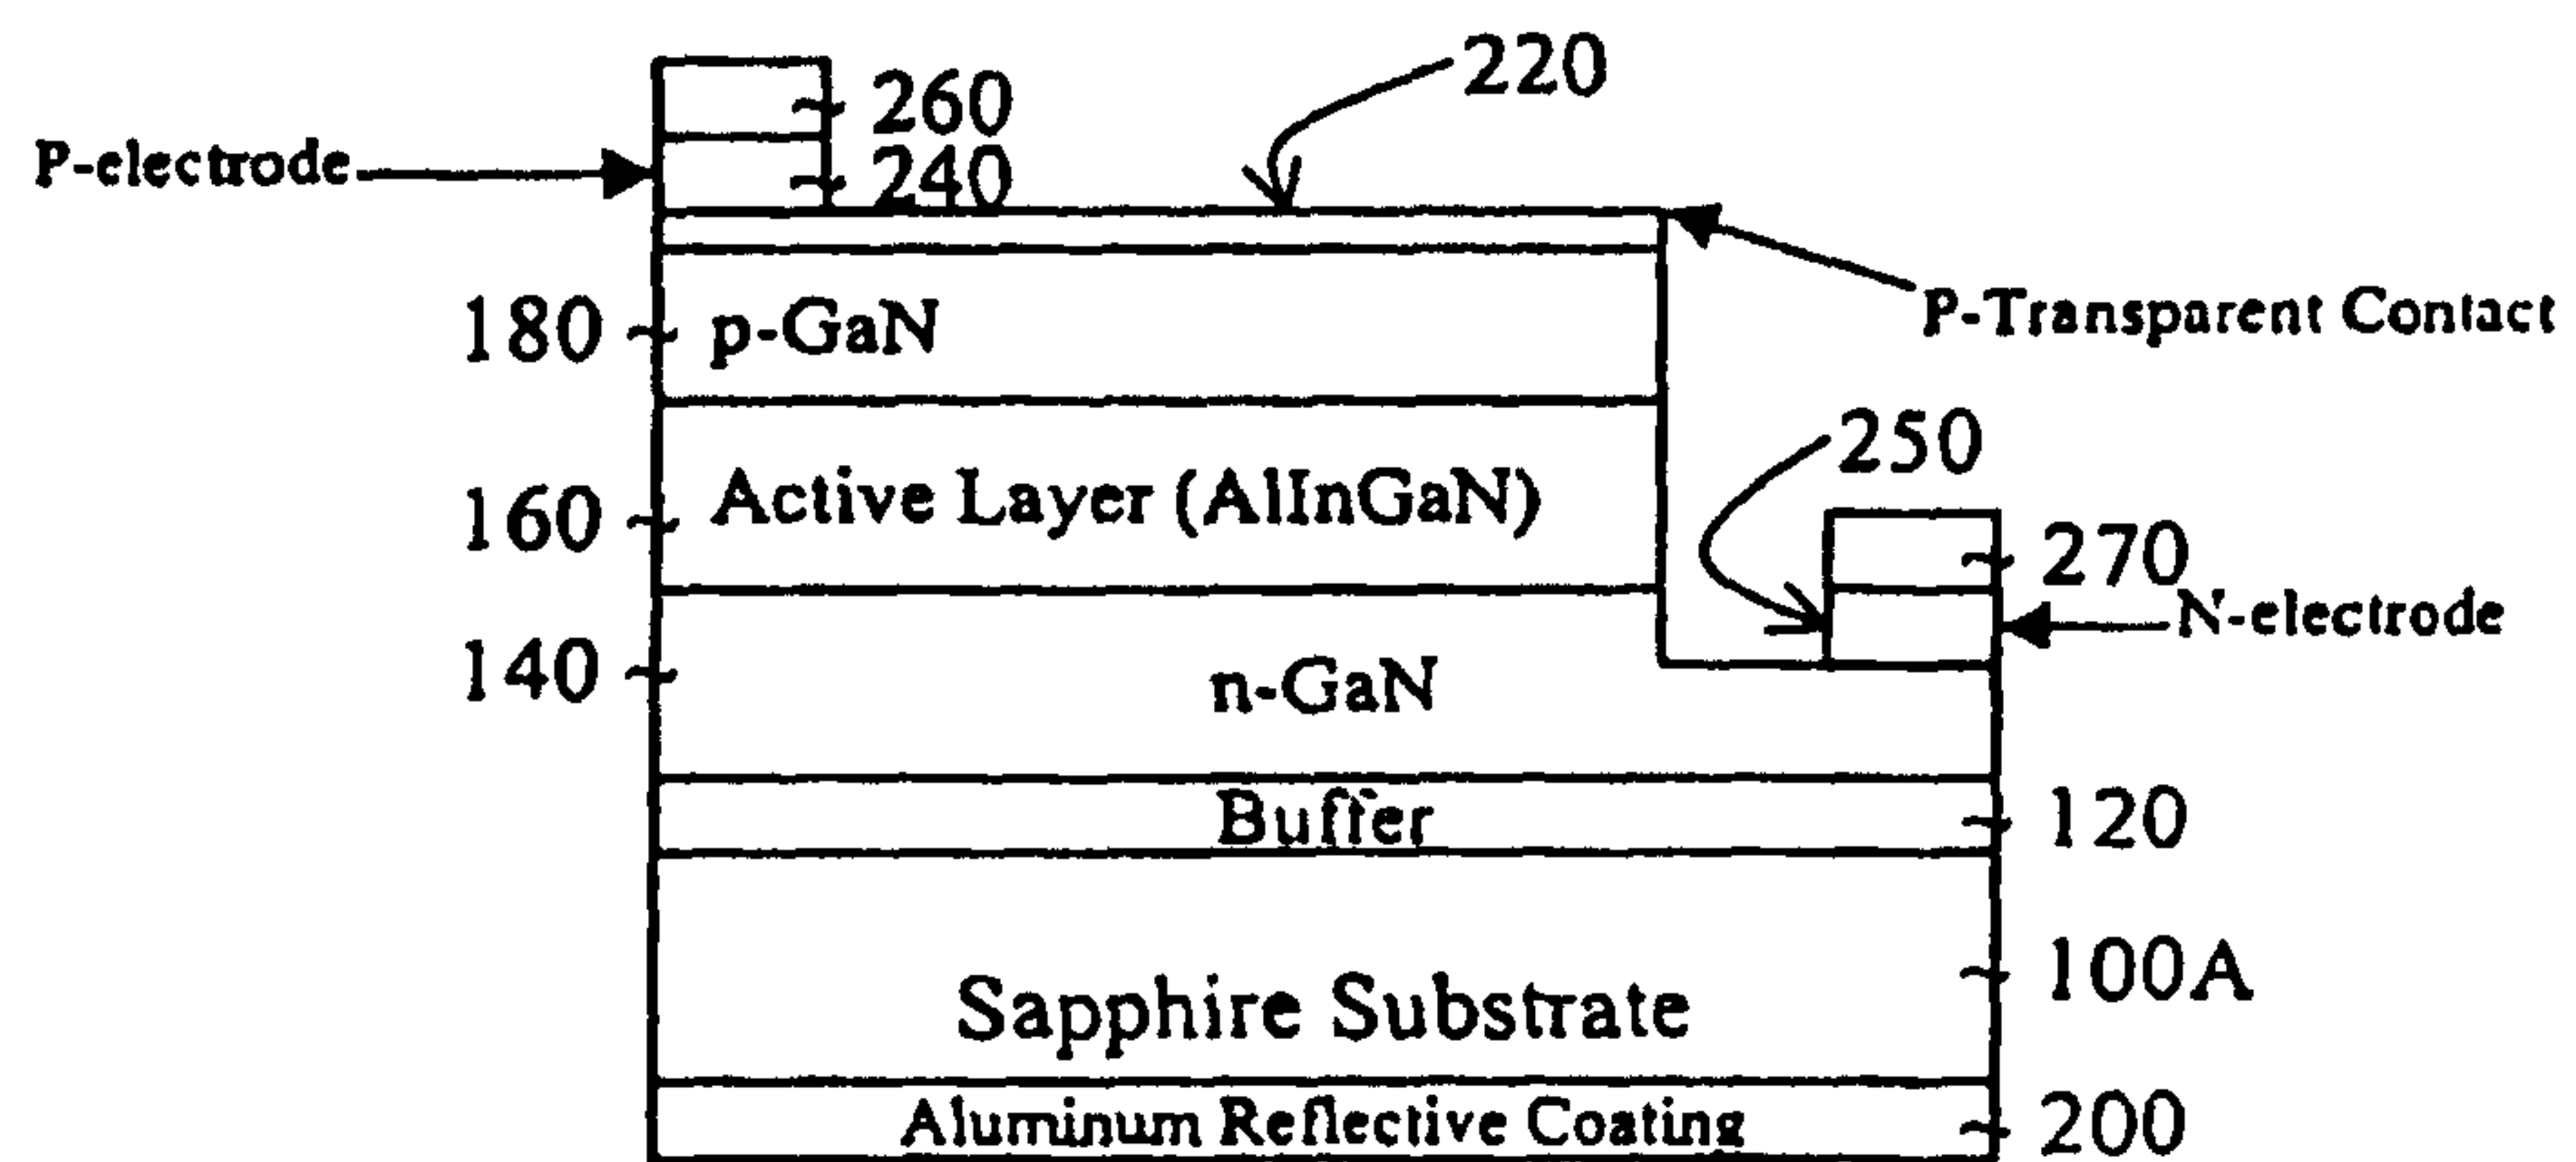 220
260
P-electrode
240
180
p-GaN
P-Transparent Contact
250
160
Active Layer (AlInGaN)
270
N-electrode
140
n-GaN
Buffer
120
100A
Sapphire Substrate
Aluminum Reflective Coating
200